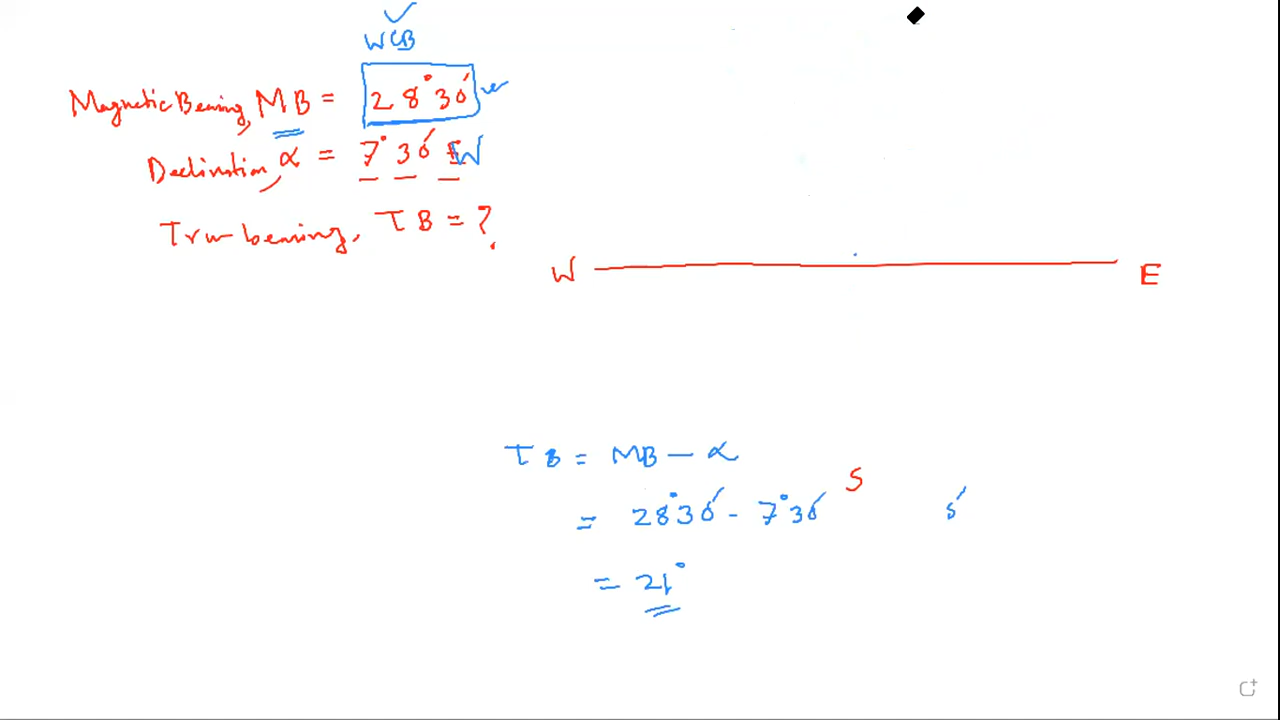 WCB
Magnetic Bearing, MB = 28°30'
Declination, α = 7°30' W
True bearing, TB = ?
W E
TB = MB - α
S
= 28°30' - 7°30' S'
= 21°